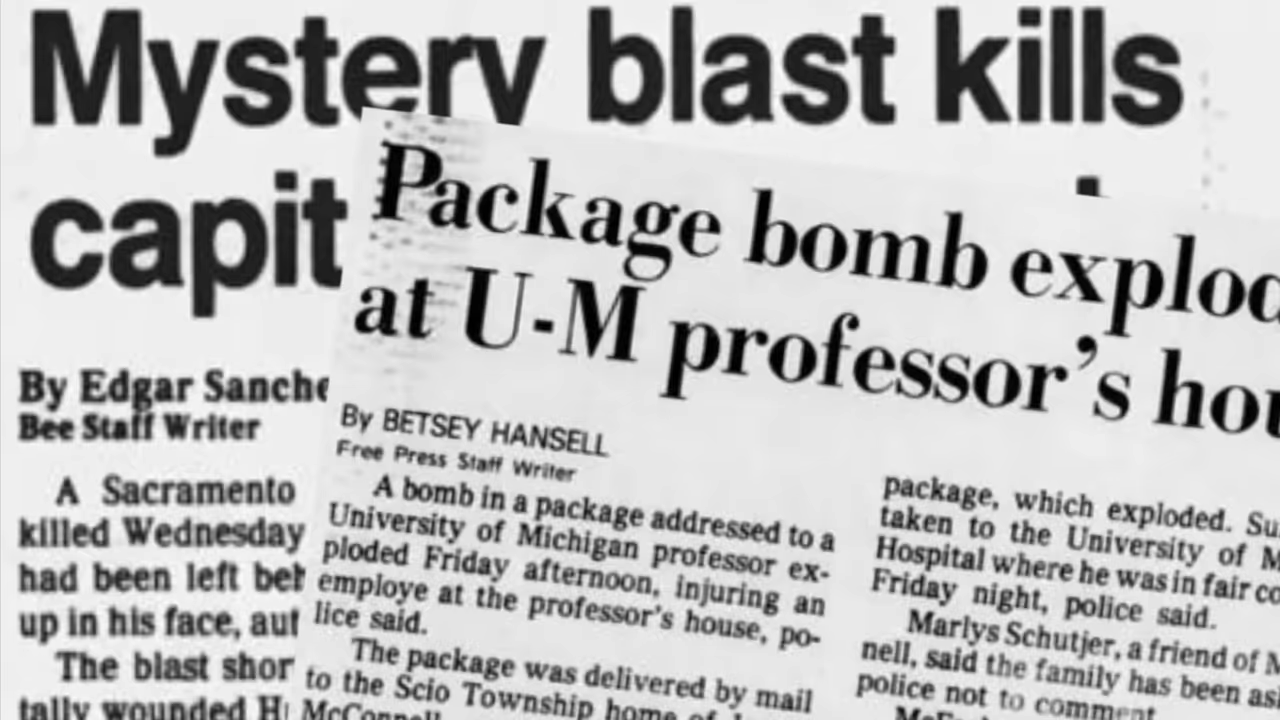 Mystery blast kills
capit
By Edgar Sanche
Bee Staff Writer
A Sacramento
killed Wednesday
had been left beh
up in his face, aut
The blast shor
tally wounded H
Package bomb explod
at U-M professor's hou
By BETSEY HANSELL
Free Press Staff Writer
A bomb in a package addressed to a
University of Michigan professor ex-
ploded Friday afternoon, injuring an
employe at the professor's house, po-
lice said.
The package was delivered by mail
to the Scio Township home of
McConnell
package, which exploded. Su
taken to the University of M
Hospital where he was in fair co
Friday night, police said.
Marlys Schutjer, a friend of M
nell, said the family has been as
police not to comment